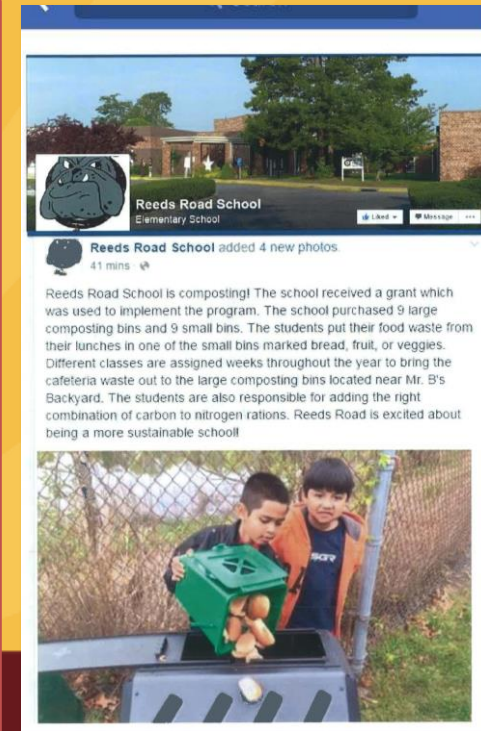 Reeds Road School
Elementary School
Liked
Message
Reeds Road School added 4 new photos.
41 mins
Reeds Road School is composting! The school received a grant which
was used to implement the program. The school purchased 9 large
composting bins and 9 small bins. The students put their food waste from
their lunches in one of the small bins marked bread, fruit, or veggies.
Different classes are assigned weeks throughout the year to bring the
cafeteria waste out to the large composting bins located near Mr. B's
Backyard. The students are also responsible for adding the right
combination of carbon to nitrogen rations. Reeds Road is excited about
being a more sustainable school!
SGR